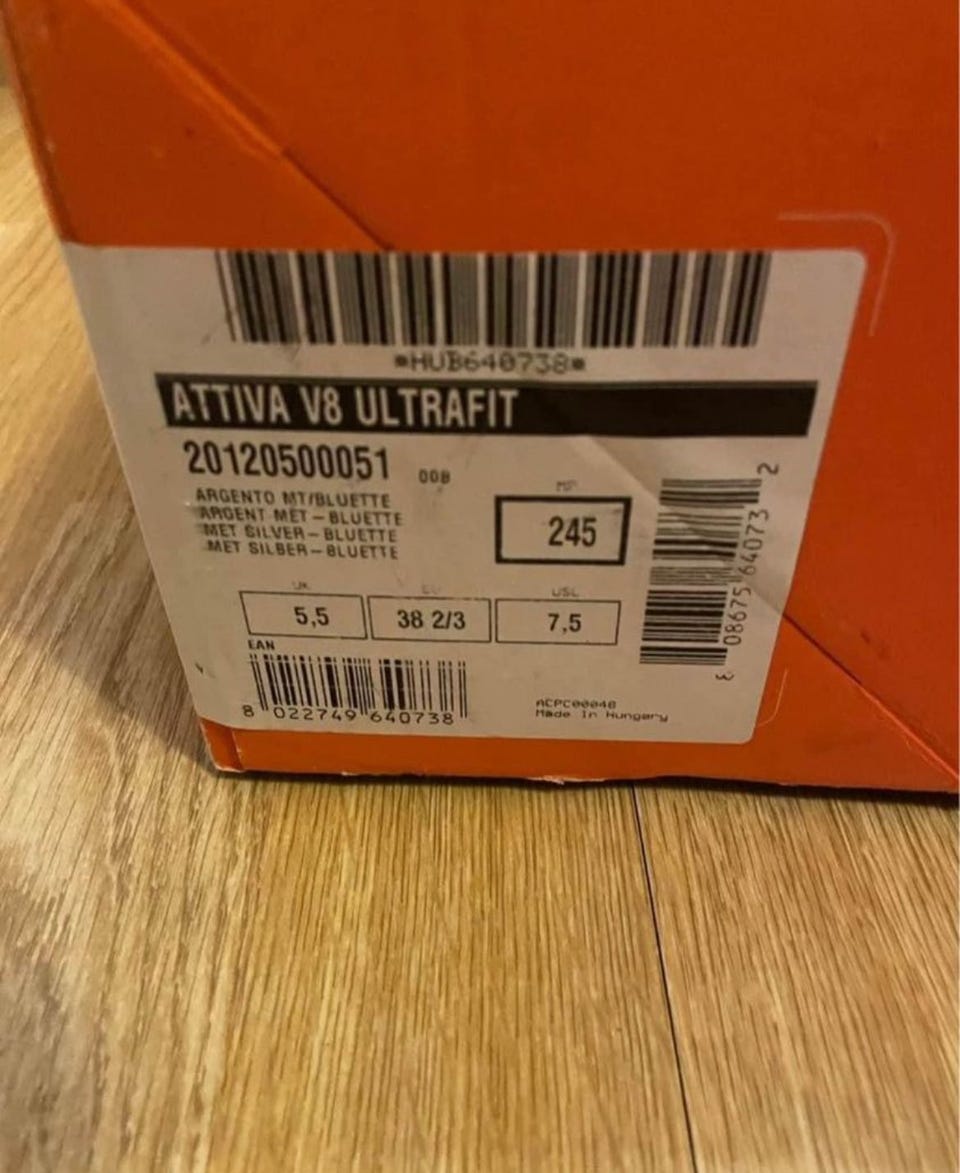 *HUB640738*
ATTIVA V8 ULTRAFIT
20120500051 00B
ARGENTO MT/BLUETTE
ARGENT MET-BLUETTE
MET SILVER-BLUETTE
MET SILBER-BLUETTE
MP
245
UK EU USL
5,5 38 2/3 7,5
EAN
8 022749 640738
ACPC00048
Made In Hungary
3 08675 64073 2